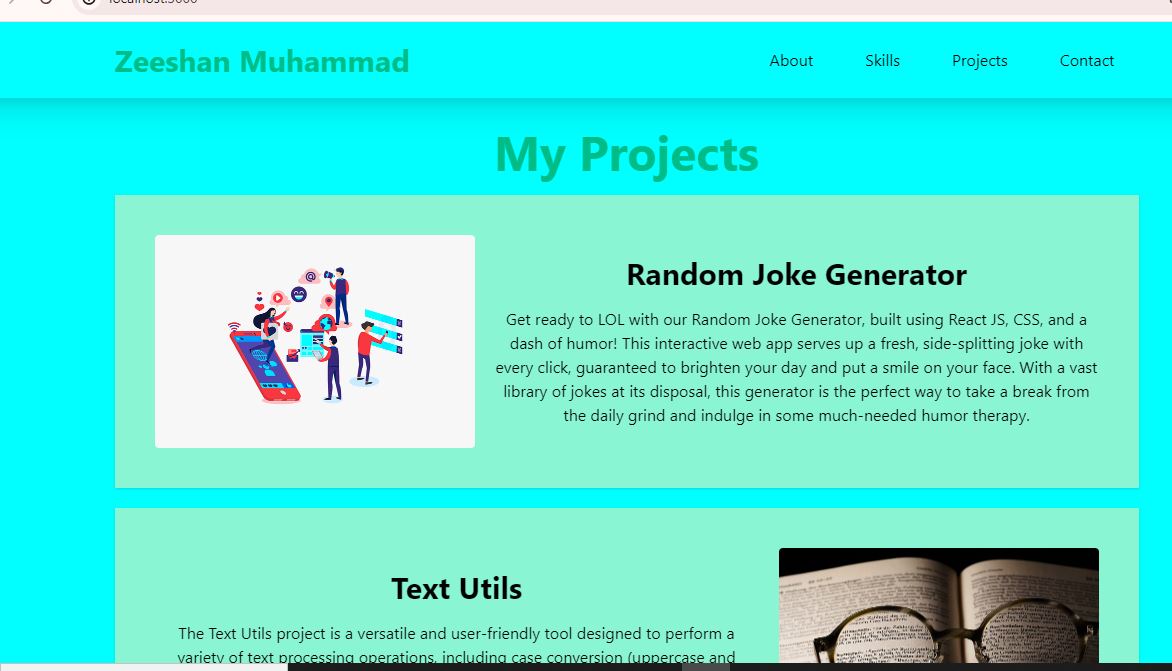 localhost:3000
Zeeshan Muhammad
About
Skills
Projects
Contact
My Projects
Random Joke Generator
Get ready to LOL with our Random Joke Generator, built using React JS, CSS, and a
dash of humor! This interactive web app serves up a fresh, side-splitting joke with
every click, guaranteed to brighten your day and put a smile on your face. With a vast
library of jokes at its disposal, this generator is the perfect way to take a break from
the daily grind and indulge in some much-needed humor therapy.
Text Utils
The Text Utils project is a versatile and user-friendly tool designed to perform a
variety of text processing operations, including case conversion (uppercase and